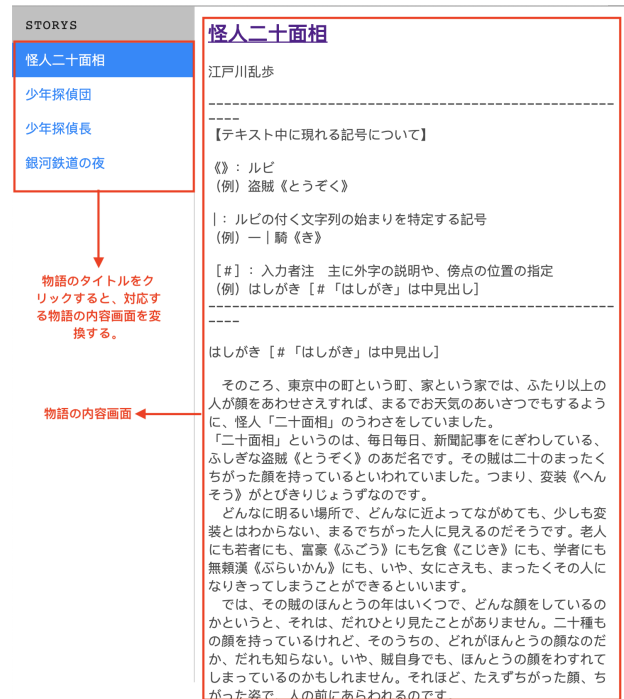 STORYS
怪人二十面相
少年探偵団
少年探偵長
銀河鉄道の夜
物語のタイトルをク
リックすると、対応す
る物語の内容画面を変
換する。
物語の内容画面
怪人二十面相
江戸川乱歩
-------------------------------------------------------
【テキスト中に現れる記号について】
《》：ルビ
（例）盗賊《とうぞく》
｜：ルビの付く文字列の始まりを特定する記号
（例）一｜騎《き》
［＃］：入力者注　主に外字の説明や、傍点の位置の指定
（例）はしがき［＃「はしがき」は中見出し］
-------------------------------------------------------
はしがき［＃「はしがき」は中見出し］
　そのころ、東京中の町という町、家という家では、ふたり以上の
人が顔をあわせさえすれば、まるでお天気のあいさつでもするよう
に、怪人「二十面相」のうわさをしていました。
「二十面相」というのは、毎日毎日、新聞記事をにぎわしている、
ふしぎな盗賊《とうぞく》のあだ名です。その賊は二十のまったく
ちがった顔を持っているといわれていました。つまり、変装《へん
そう》がとびきりじょうずなのです。
　どんなに明るい場所で、どんなに近よってながめても、少しも変
装とはわからない、まるでちがった人に見えるのだそうです。老人
にも若者にも、富豪《ふごう》にも乞食《こじき》にも、学者にも
無頼漢《ぶらいかん》にも、いや、女にさえも、まったくその人に
なりきってしまうことができるといいます。
　では、その賊のほんとうの年はいくつで、どんな顔をしているの
かというと、それは、だれひとり見たことがありません。二十種も
の顔を持っているけれど、そのうちの、どれがほんとうの顔なのだ
か、だれも知らない。いや、賊自身でも、ほんとうの顔をわすれて
しまっているのかもしれません。それほど、たえずちがった顔、ち
がった姿で、人の前にあらわれるのです。